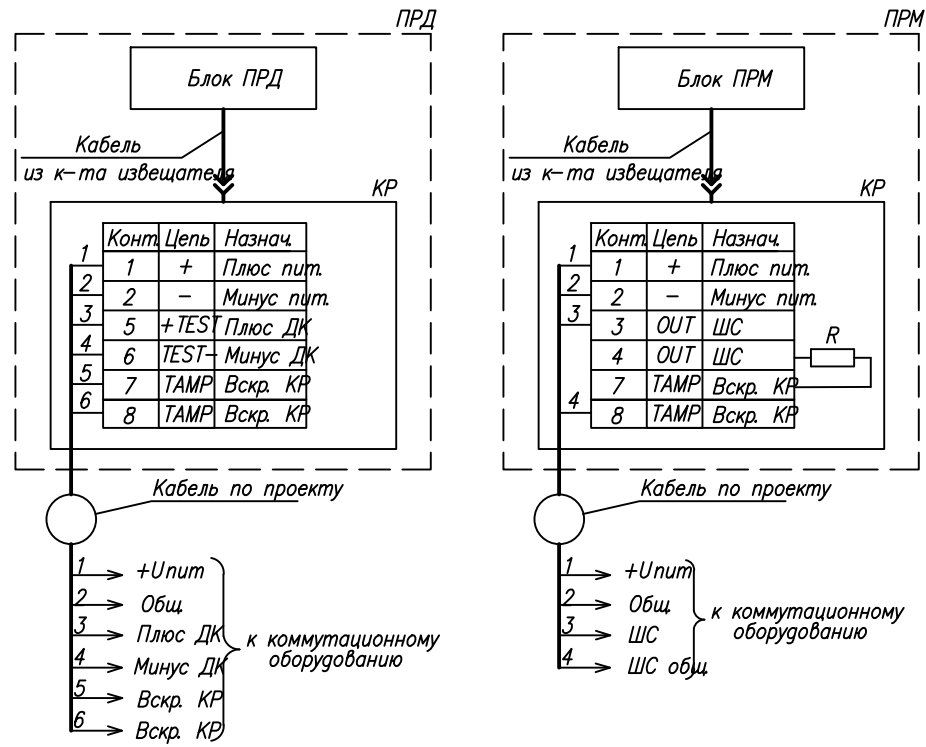 ПРД
Блок ПРД
Кабель
из к-та извещателя
КР
Конт. Цепь Назнач.
1 1 + Плюс пит.
2 2 - Минус пит.
3 5 +TEST Плюс ДК
4 6 TEST- Минус ДК
5 7 TAMP Вскр. КР
6 8 TAMP Вскр. КР
Кабель по проекту
1 +Uпит
2 Общ.
3 Плюс ДК
4 Минус ДК
5 Вскр. КР
6 Вскр. КР
к коммутационному
оборудованию
ПРМ
Блок ПРМ
Кабель
из к-та извещателя
КР
Конт. Цепь Назнач.
1 1 + Плюс пит.
2 2 - Минус пит.
3 3 OUT ШС
4 OUT ШС
R
7 TAMP Вскр. КР
4 8 TAMP Вскр. КР
Кабель по проекту
1 +Uпит
2 Общ.
3 ШС
4 ШС общ.
к коммутационному
оборудованию